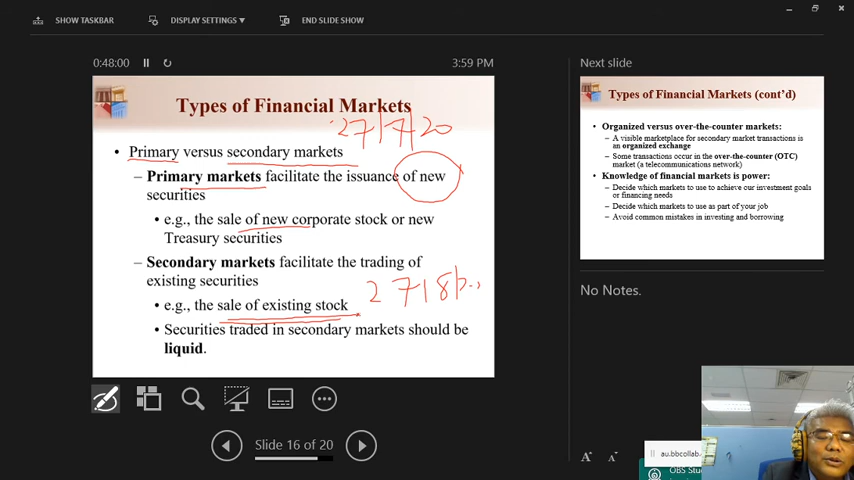 SHOW TASKBAR
DISPLAY SETTINGS ▼
END SLIDE SHOW
0:48:00
3:59 PM
Types of Financial Markets
27/7/20
• Primary versus secondary markets
– Primary markets facilitate the issuance of new
securities
• e.g., the sale of new corporate stock or new
Treasury securities
– Secondary markets facilitate the trading of
existing securities
• e.g., the sale of existing stock
• Securities traded in secondary markets should be
liquid.
Slide 16 of 20
Next slide
Types of Financial Markets (cont'd)
• Organized versus over-the-counter markets:
– A visible marketplace for secondary market transactions is
an organized exchange
– Some transactions occur in the over-the-counter (OTC)
market (a telecommunications network)
• Knowledge of financial markets is power:
– Decide which markets to use to achieve our investment goals
or financing needs
– Decide which markets to use as part of your job
– Avoid common mistakes in investing and borrowing
No Notes.
A A
au.bbcollab.
OBS Stu